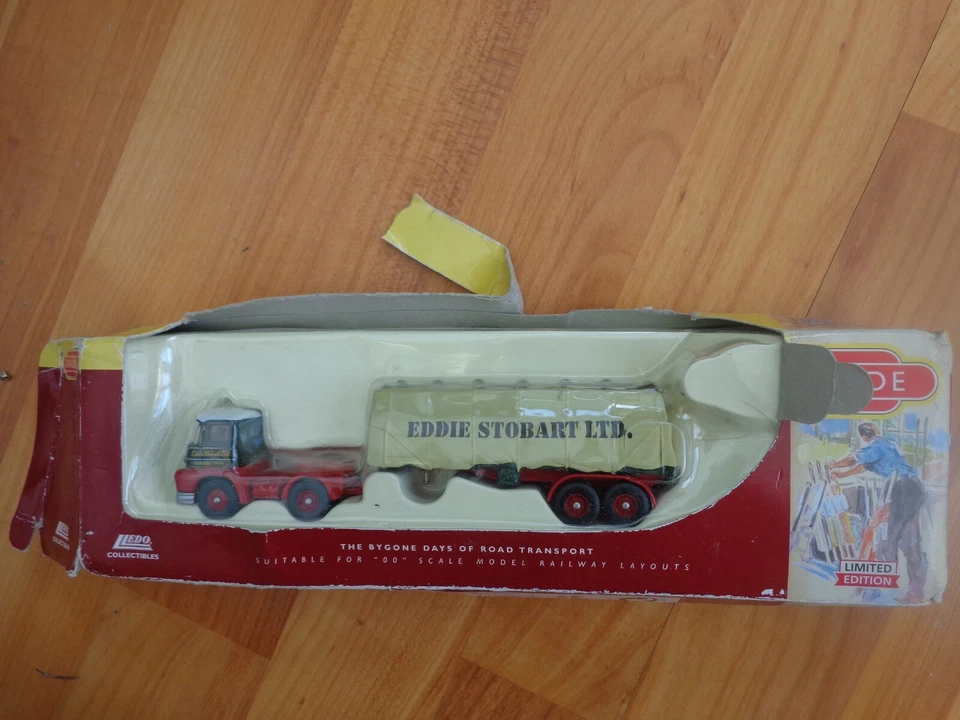 DE
EDDIE STOBART LTD.
LLEDO
COLLECTIBLES
THE BYGONE DAYS OF ROAD TRANSPORT
SUITABLE FOR "00" SCALE MODEL RAILWAY LAYOUTS
LIMITED
EDITION